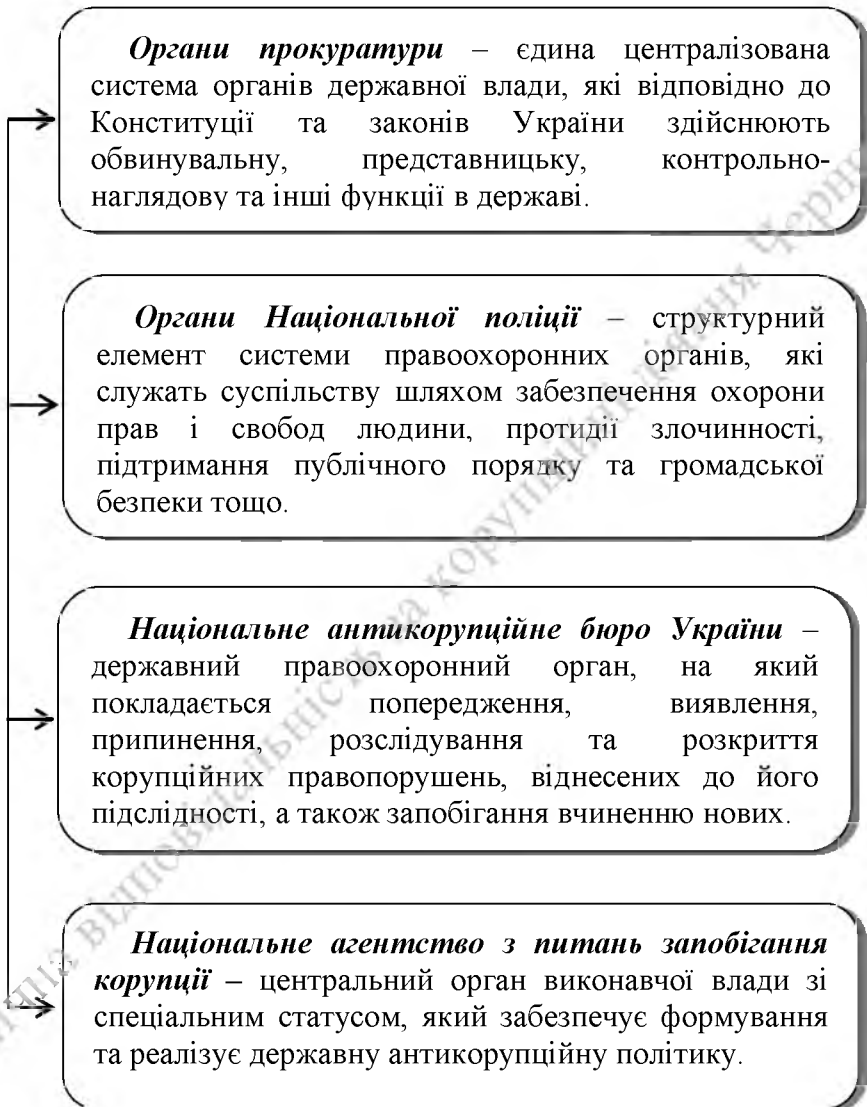 Органи прокуратури – єдина централізована
система органів державної влади, які відповідно до
Конституції та законів України здійснюють
обвинувальну, представницьку, контрольно-
наглядову та інші функції в державі.
Органи Національної поліції – структурний
елемент системи правоохоронних органів, які
служать суспільству шляхом забезпечення охорони
прав і свобод людини, протидії злочинності,
підтримання публічного порядку та громадської
безпеки тощо.
Національне антикорупційне бюро України –
державний правоохоронний орган, на який
покладається попередження, виявлення,
припинення, розслідування та розкриття
корупційних правопорушень, віднесених до його
підслідності, а також запобігання вчиненню нових.
Національне агентство з питань запобігання
корупції – центральний орган виконавчої влади зі
спеціальним статусом, який забезпечує формування
та реалізує державну антикорупційну політику.
відповідальність за корупційні діяння